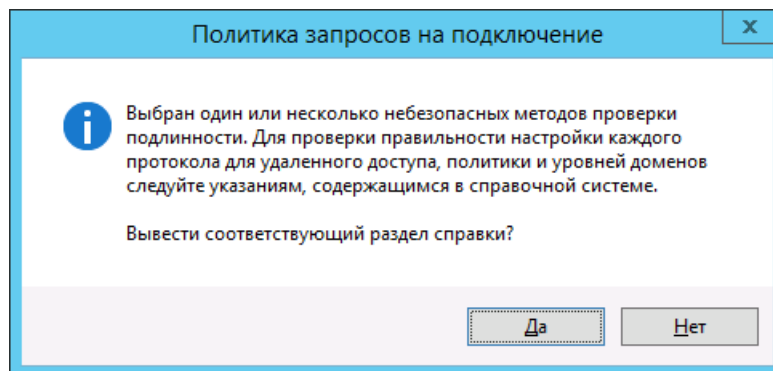 Политика запросов на подключение
x
Выбран один или несколько небезопасных методов проверки
подлинности. Для проверки правильности настройки каждого
протокола для удаленного доступа, политики и уровней доменов
следуйте указаниям, содержащимся в справочной системе.
Вывести соответствующий раздел справки?
Да Нет